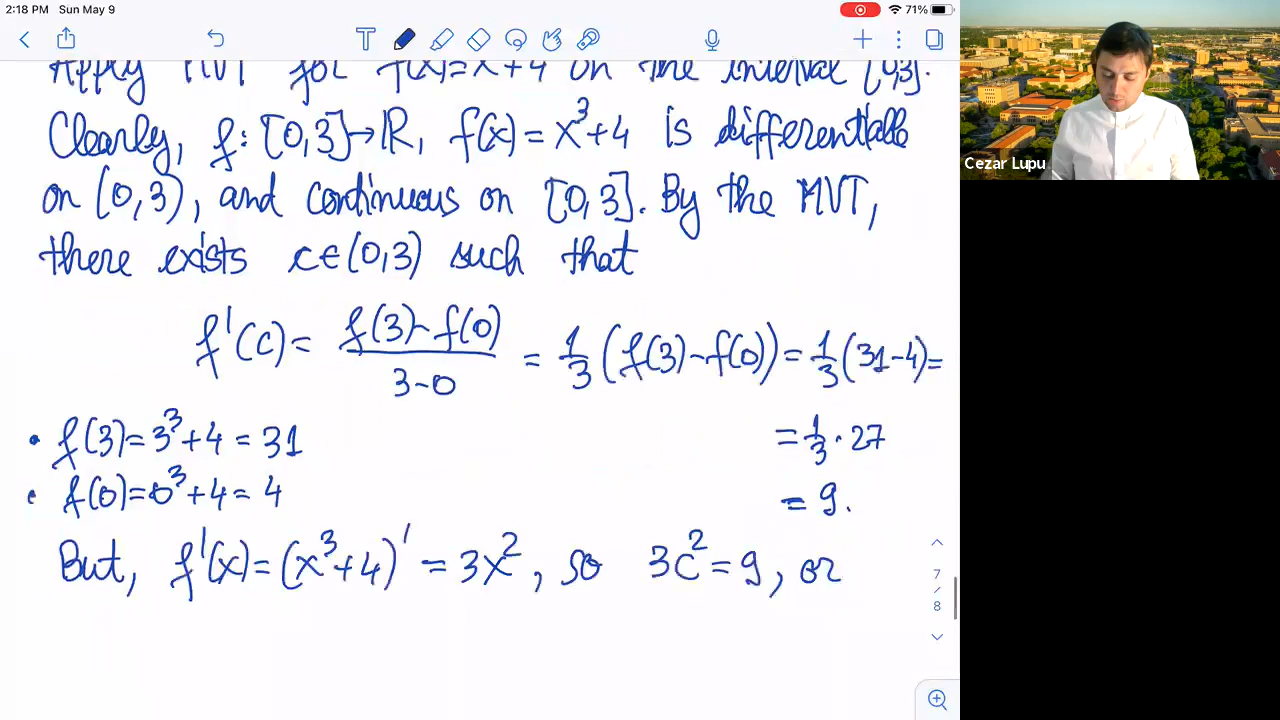 2:18 PM Sun May 9
71%
Apply MVT for f(x)=x+4 on the interval [0,3].
Clearly, f: [0,3]→ℝ, f(x)=x³+4 is differentiable
on (0,3), and continuous on [0,3]. By the MVT,
there exists c∈(0,3) such that
f'(c)= \frac{f(3)-f(0)}{3-0} = \frac{1}{3}(f(3)-f(0))= \frac{1}{3}(31-4)=
• f(3)=3³+4=31
= \frac{1}{3}·27
• f(0)=0³+4=4
= 9.
But, f'(x)=(x³+4)'=3x², so 3c²=9, or
7
/
8
Cezar Lupu